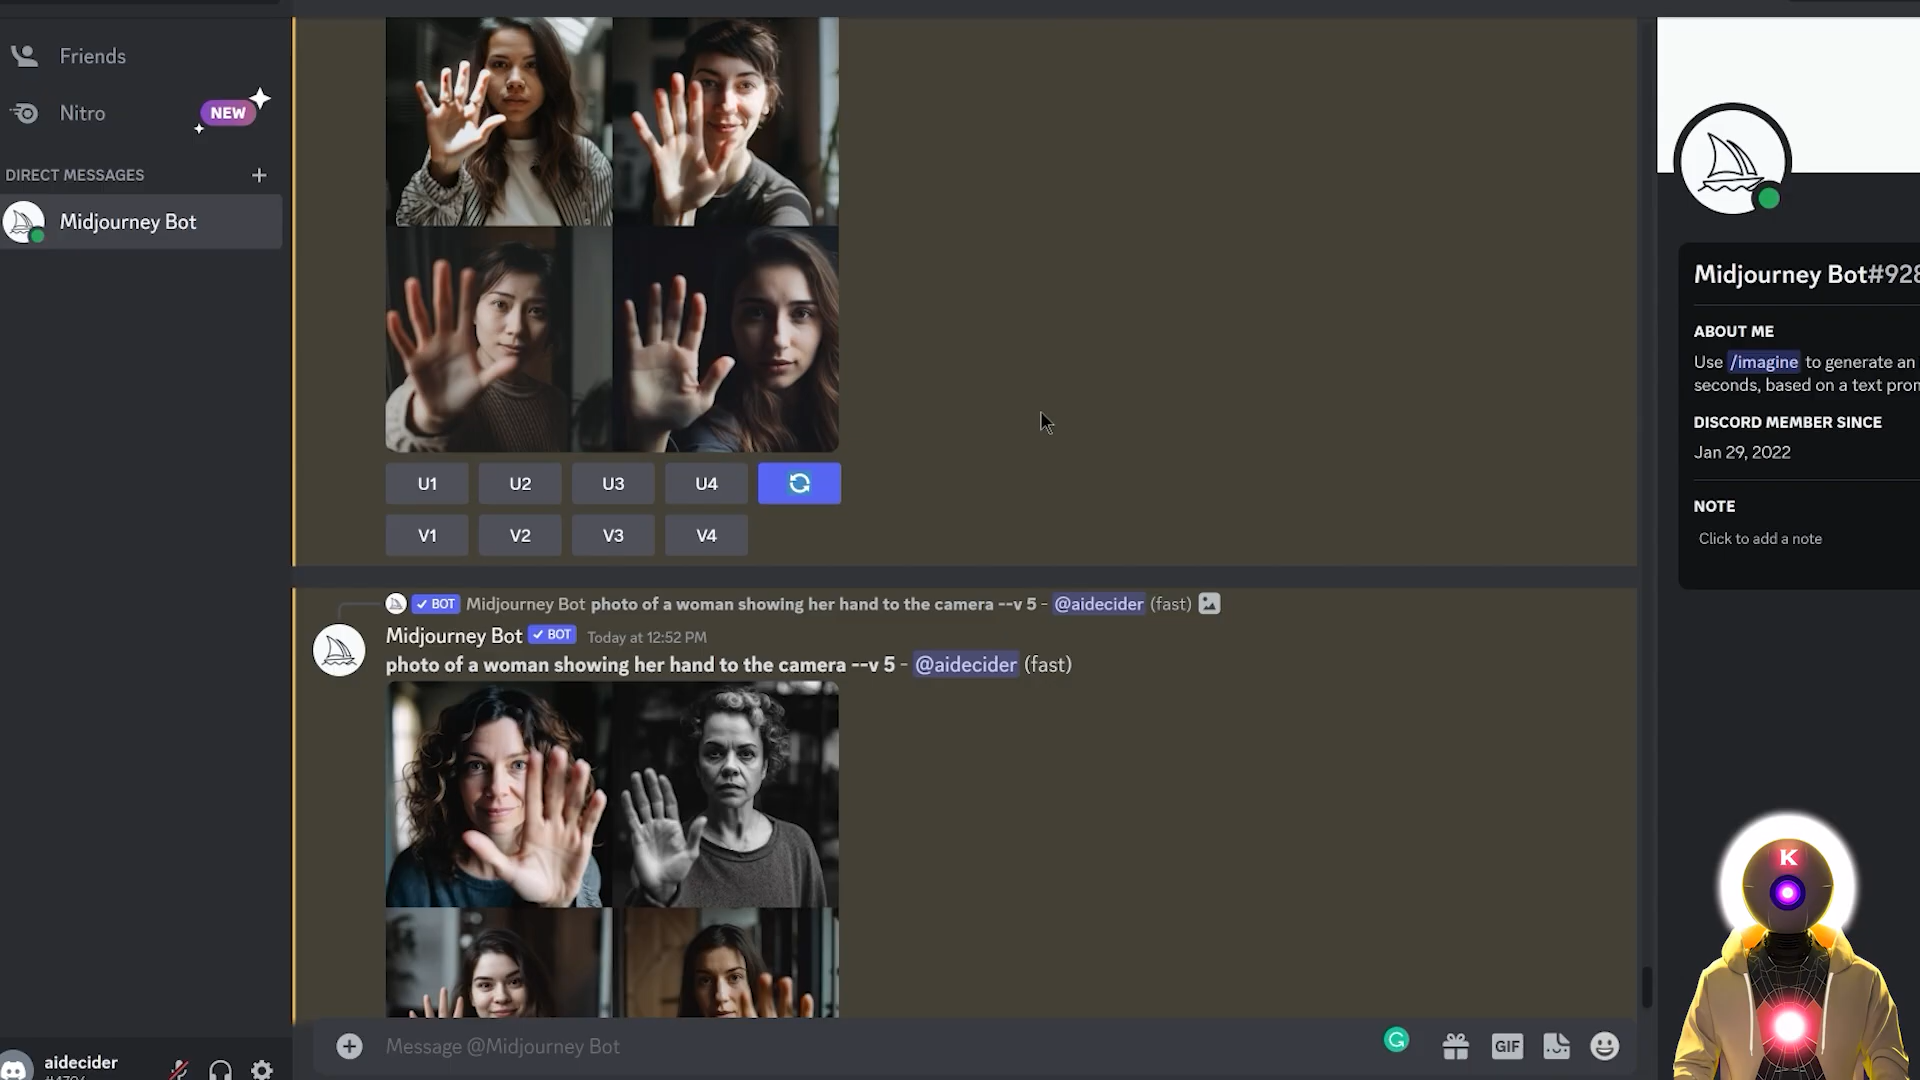 Friends
Nitro
NEW
DIRECT MESSAGES
Midjourney Bot
U1 U2 U3 U4
V1 V2 V3 V4
BOT Midjourney Bot photo of a woman showing her hand to the camera --v 5 - @aidecider (fast)
Midjourney Bot BOT Today at 12:52 PM
photo of a woman showing her hand to the camera --v 5 - @aidecider (fast)
Message @Midjourney Bot
G
GIF
aidecider
Midjourney Bot#928
ABOUT ME
Use /imagine to generate an
seconds, based on a text pron
DISCORD MEMBER SINCE
Jan 29, 2022
NOTE
Click to add a note
K